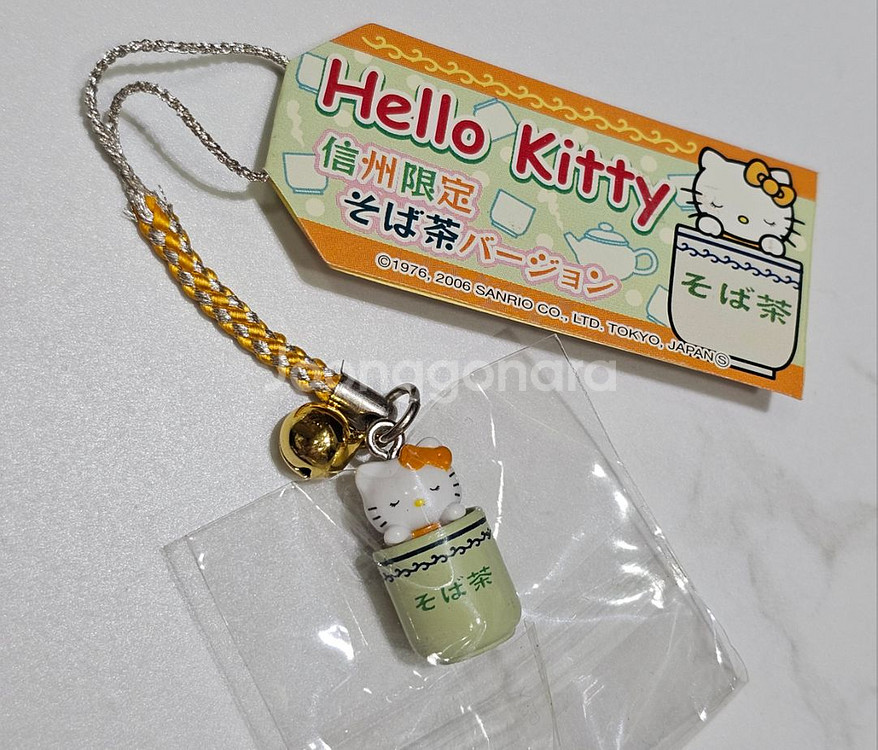 Hello Kitty
信州限定
そば茶バージョン
©1976, 2006 SANRIO CO., LTD. TOKYO, JAPAN Ⓢ
そば茶
Joonggonara
そば茶